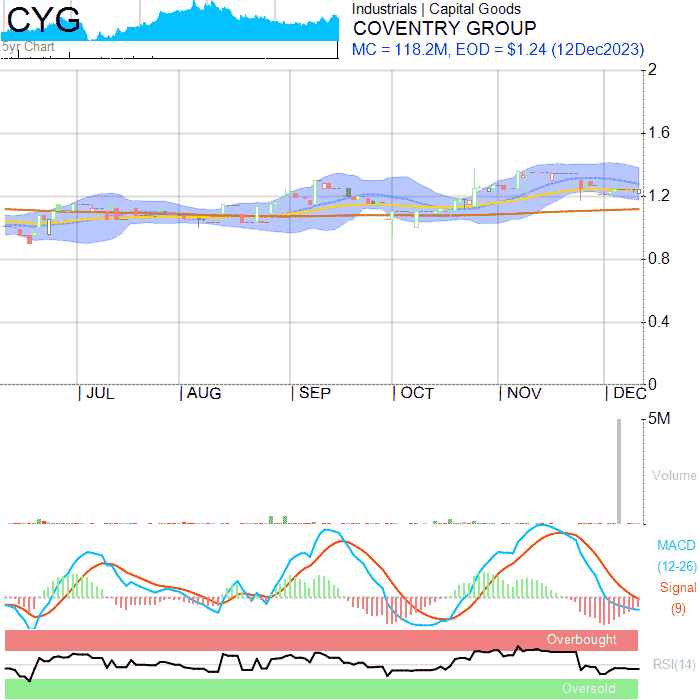 CYG
5yr Chart
Industrials | Capital Goods
COVENTRY GROUP
MC = 118.2M, EOD = $1.24 (12Dec2023)
2
1.6
1.2
0.8
0.4
0
JUL AUG SEP OCT NOV DEC
5M
Volume
MACD
(12-26)
Signal
(9)
Overbought
RSI(14)
Oversold